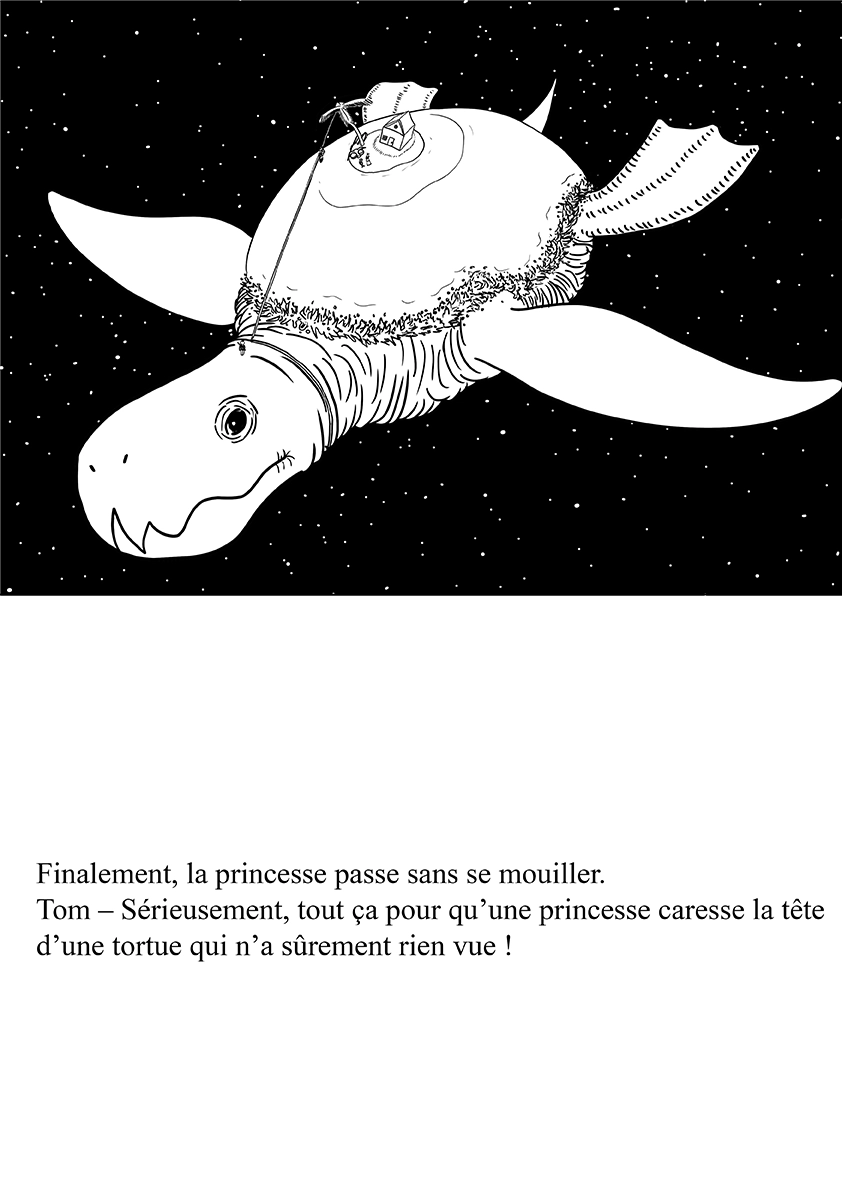 Finalement, la princesse passe sans se mouiller.
Tom – Sérieusement, tout ça pour qu’une princesse caresse la tête
d’une tortue qui n’a sûrement rien vue !